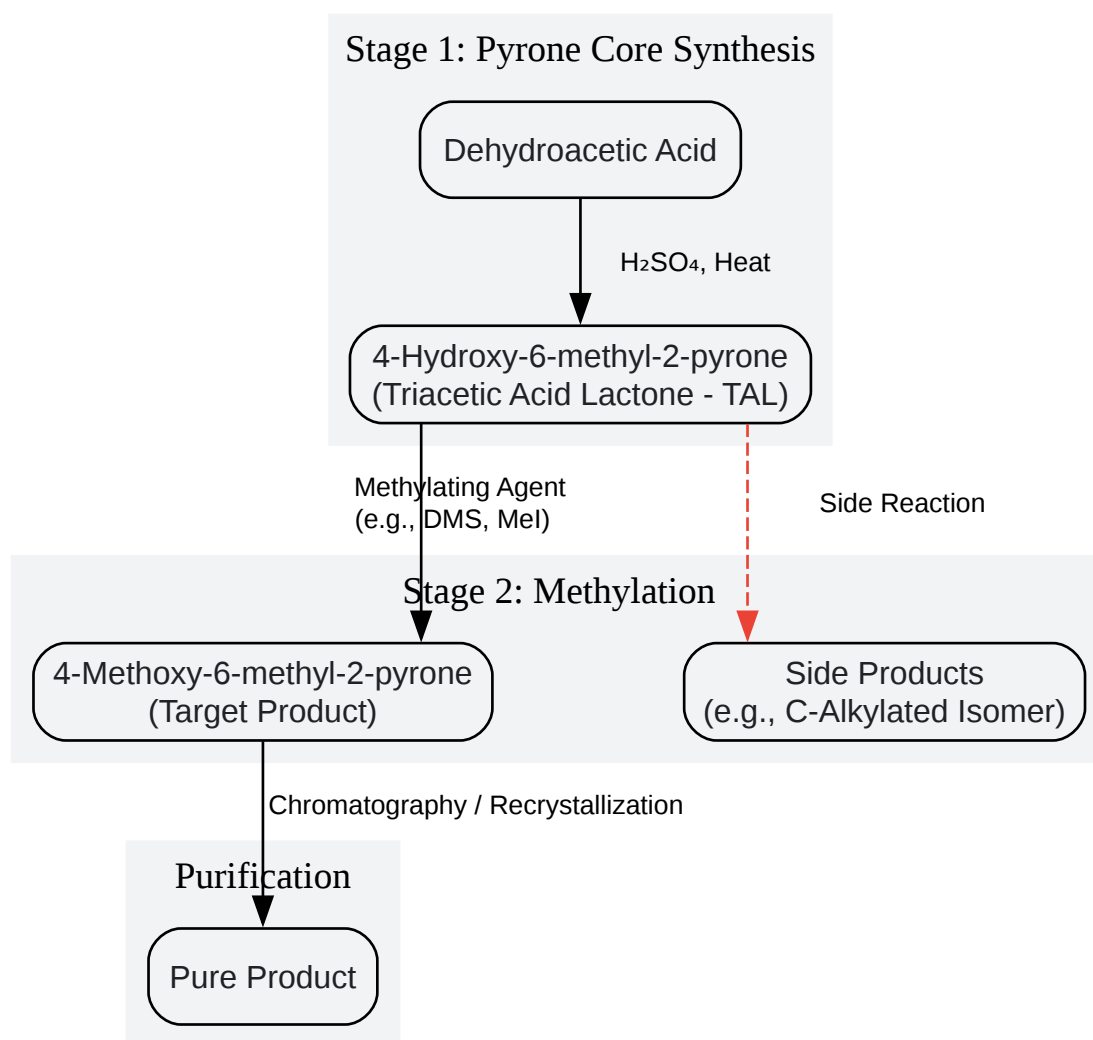 Stage 1: Pyrone Core Synthesis
Dehydroacetic Acid
H₂SO₄, Heat
4-Hydroxy-6-methyl-2-pyrone
(Triacetic Acid Lactone - TAL)
Methylating Agent
(e.g., DMS, MeI)
Side Reaction
Stage 2: Methylation
4-Methoxy-6-methyl-2-pyrone
(Target Product)
Side Products
(e.g., C-Alkylated Isomer)
Chromatography / Recrystallization
Purification
Pure Product